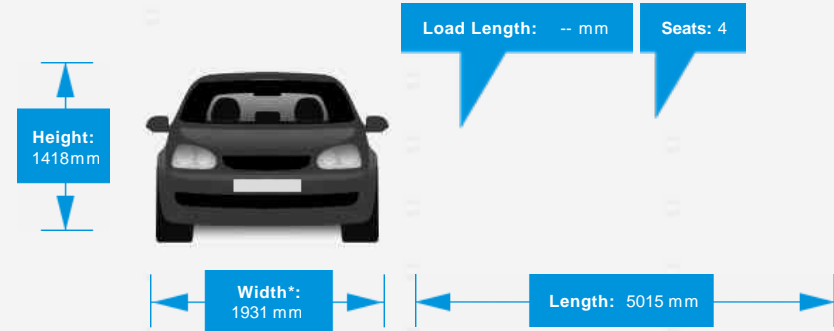 Load Length: -- mm
Seats: 4
Height:
1418mm
Width*:
1931 mm
Length: 5015 mm